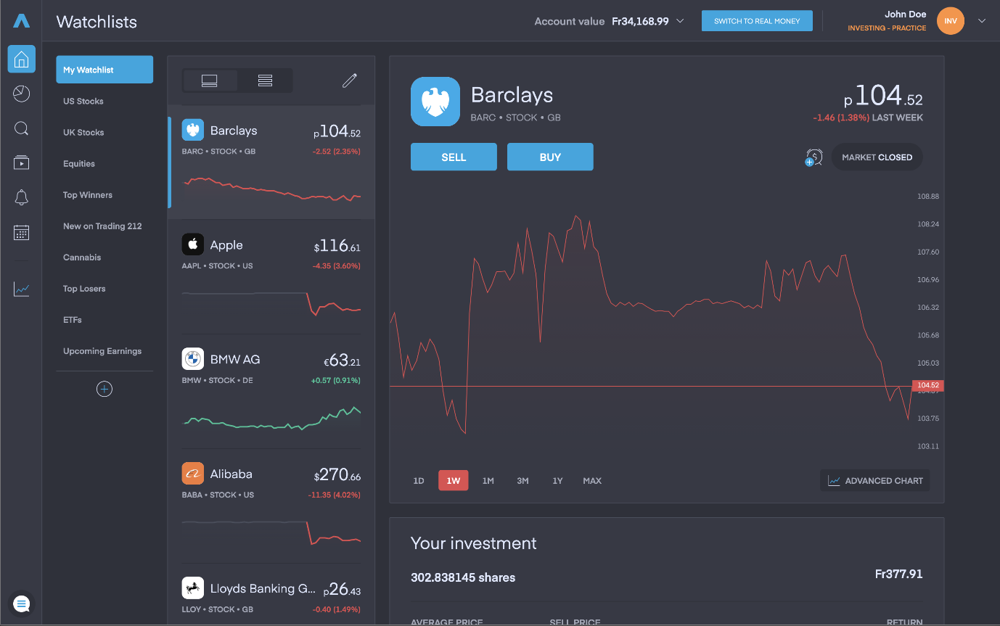 Watchlists
Account value Fr34,168.99
SWITCH TO REAL MONEY
John Doe
INVESTING - PRACTICE
INV
My Watchlist
US Stocks
UK Stocks
Equities
Top Winners
New on Trading 212
Cannabis
Top Losers
ETFs
Upcoming Earnings
Barclays p104.52
BARC • STOCK • GB -2.52 (2.35%)
Apple $116.61
AAPL • STOCK • US -4.35 (3.60%)
BMW AG €63.21
BMW • STOCK • DE +0.57 (0.91%)
Alibaba $270.66
BABA • STOCK • US -11.35 (4.02%)
Lloyds Banking G... p26.43
LLOY • STOCK • GB -0.40 (1.49%)
Barclays p104.52
BARC • STOCK • GB -1.46 (1.38%) LAST WEEK
SELL BUY MARKET CLOSED
108.88
108.24
107.60
106.96
106.32
105.68
105.03
104.52
103.75
103.11
1D 1W 1M 3M 1Y MAX ADVANCED CHART
Your investment
302.838145 shares Fr377.91
AVERAGE PRICE SELL PRICE RETURN